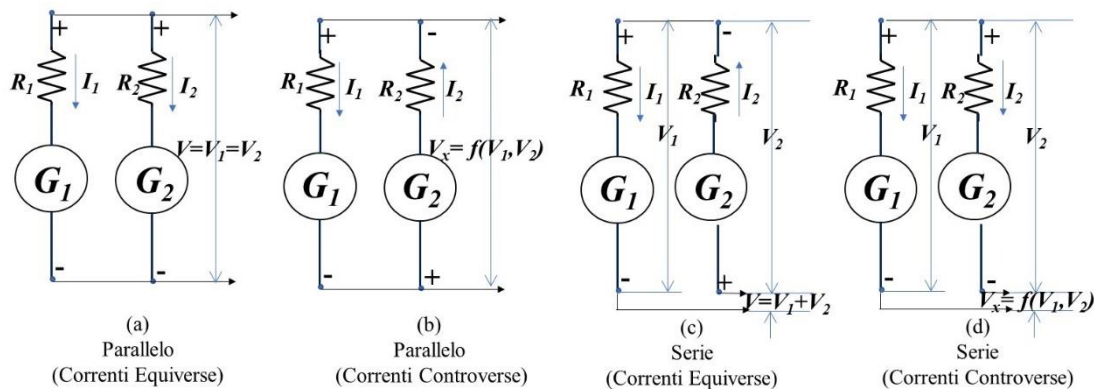 + + + - + - + +
R1 I1 R2 I2 R1 I1 R2 I2 R1 I1 R2 I2 R1 I1 R2 I2
V1 V2 V1 V2
V=V1=V2 Vx= f(V1,V2)
G1 G2 G1 G2 G1 G2 G1 G2
- - - + - + - -
V=V1+V2 Vx= f(V1,V2)
(a) (b) (c) (d)
Parallelo Parallelo Serie Serie
(Correnti Equiverse) (Correnti Controverse) (Correnti Equiverse) (Correnti Controverse)